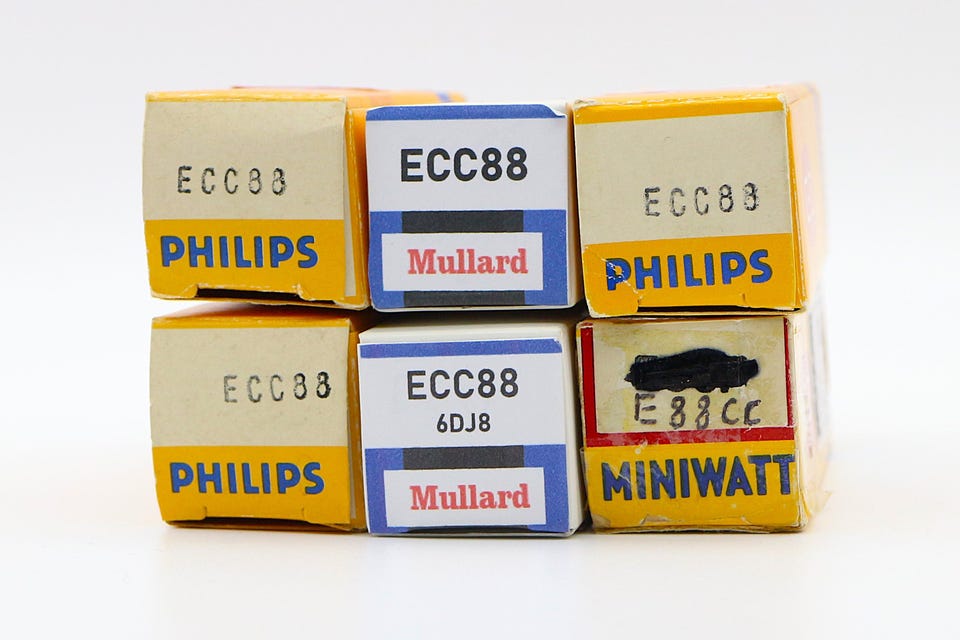 ECC88
PHILIPS
ECC88
Mullard
ECC88
PHILIPS
ECC88
PHILIPS
ECC88
6DJ8
Mullard
E88CC
MINIWATT